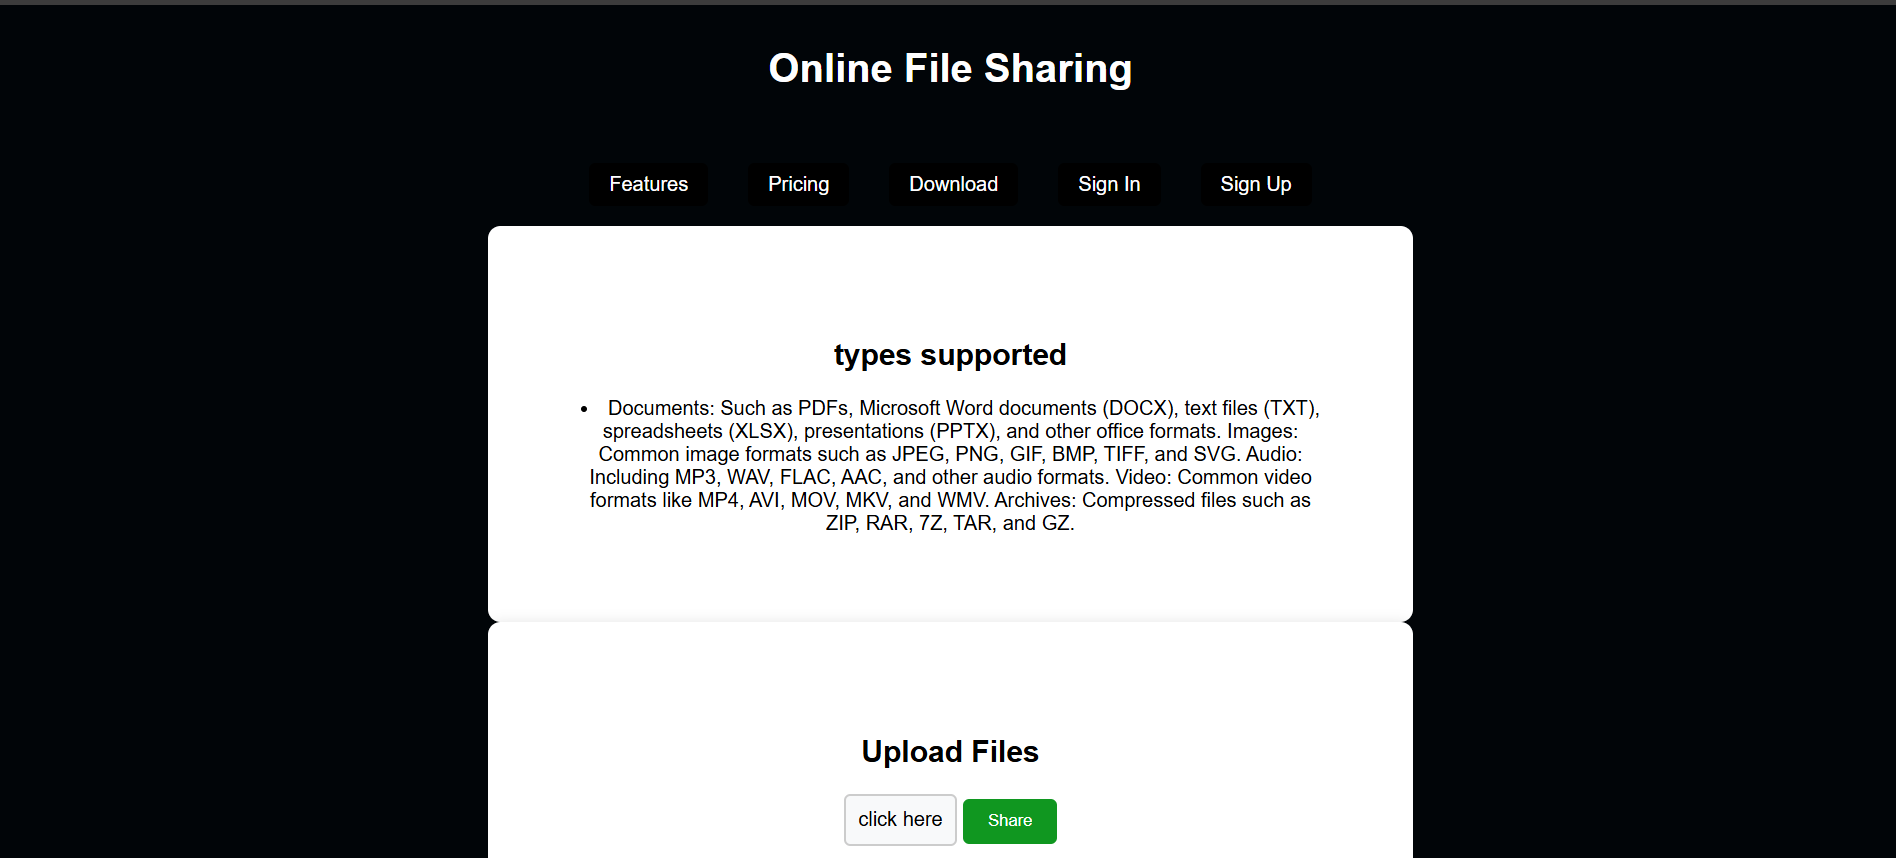 Online File Sharing
Features Pricing Download Sign In Sign Up
types supported
• Documents: Such as PDFs, Microsoft Word documents (DOCX), text files (TXT),
spreadsheets (XLSX), presentations (PPTX), and other office formats. Images:
Common image formats such as JPEG, PNG, GIF, BMP, TIFF, and SVG. Audio:
Including MP3, WAV, FLAC, AAC, and other audio formats. Video: Common video
formats like MP4, AVI, MOV, MKV, and WMV. Archives: Compressed files such as
ZIP, RAR, 7Z, TAR, and GZ.
Upload Files
click here Share